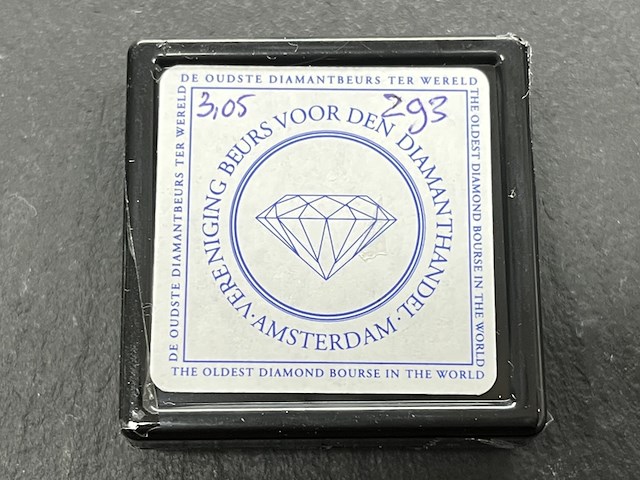 DE OUDSTE DIAMANTBEURS TER WERELD
DE OUDSTE DIAMANTBEURS TER WERELD
THE OLDEST DIAMOND BOURSE IN THE WORLD
3,05
293
VERENIGING BEURS VOOR DEN DIAMANTHANDEL
· AMSTERDAM ·
THE OLDEST DIAMOND BOURSE IN THE WORLD